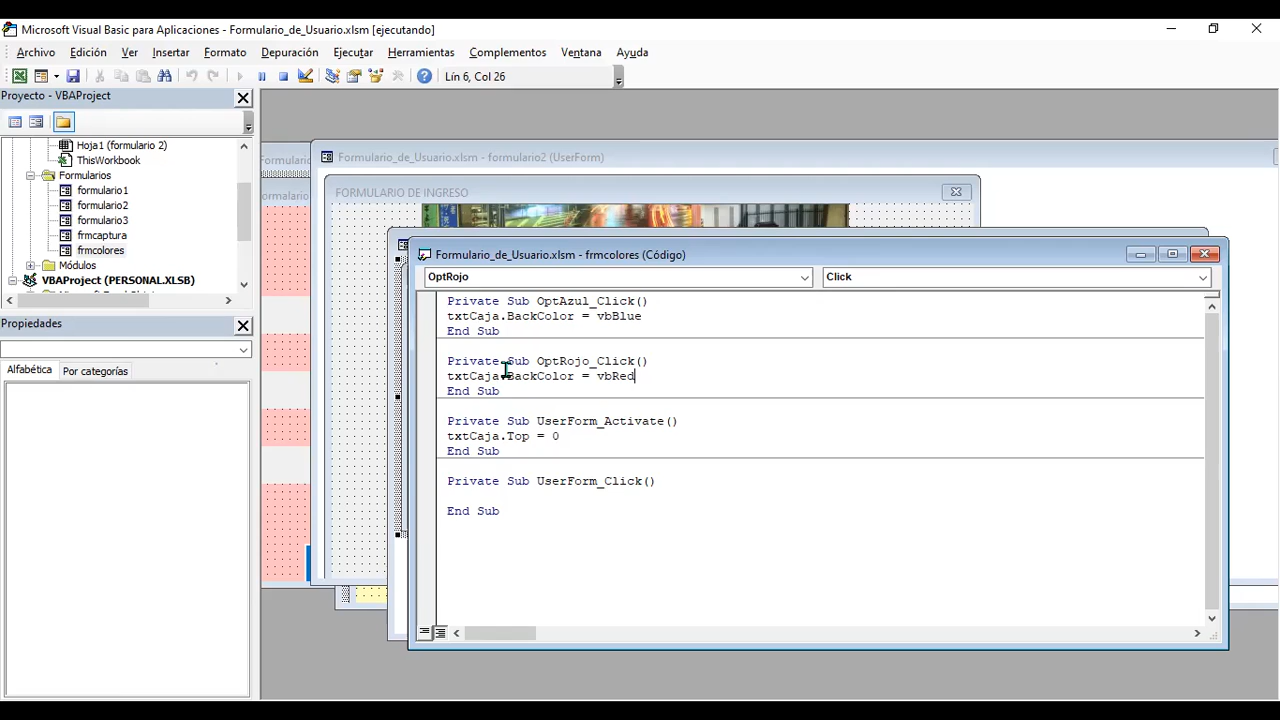 Microsoft Visual Basic para Aplicaciones - Formulario_de_Usuario.xlsm [ejecutando]
Archivo Edición Ver Insertar Formato Depuración Ejecutar Herramientas Complementos Ventana Ayuda
Lín 6, Col 26
Proyecto - VBAProject
Hoja1 (formulario 2)
ThisWorkbook
Formularios
formulario1
formulario2
formulario3
frmcaptura
frmcolores
Módulos
VBAProject (PERSONAL.XLSB)
Propiedades
Alfabética Por categorías
Formulario
Formulario_de_Usuario.xlsm - formulario2 (UserForm)
FORMULARIO DE INGRESO
Formulario_de_Usuario.xlsm - frmcolores (Código)
OptRojo Click
Private Sub OptAzul_Click()
txtCaja.BackColor = vbBlue
End Sub
Private Sub OptRojo_Click()
txtCaja.BackColor = vbRed
End Sub
Private Sub UserForm_Activate()
txtCaja.Top = 0
End Sub
Private Sub UserForm_Click()
End Sub